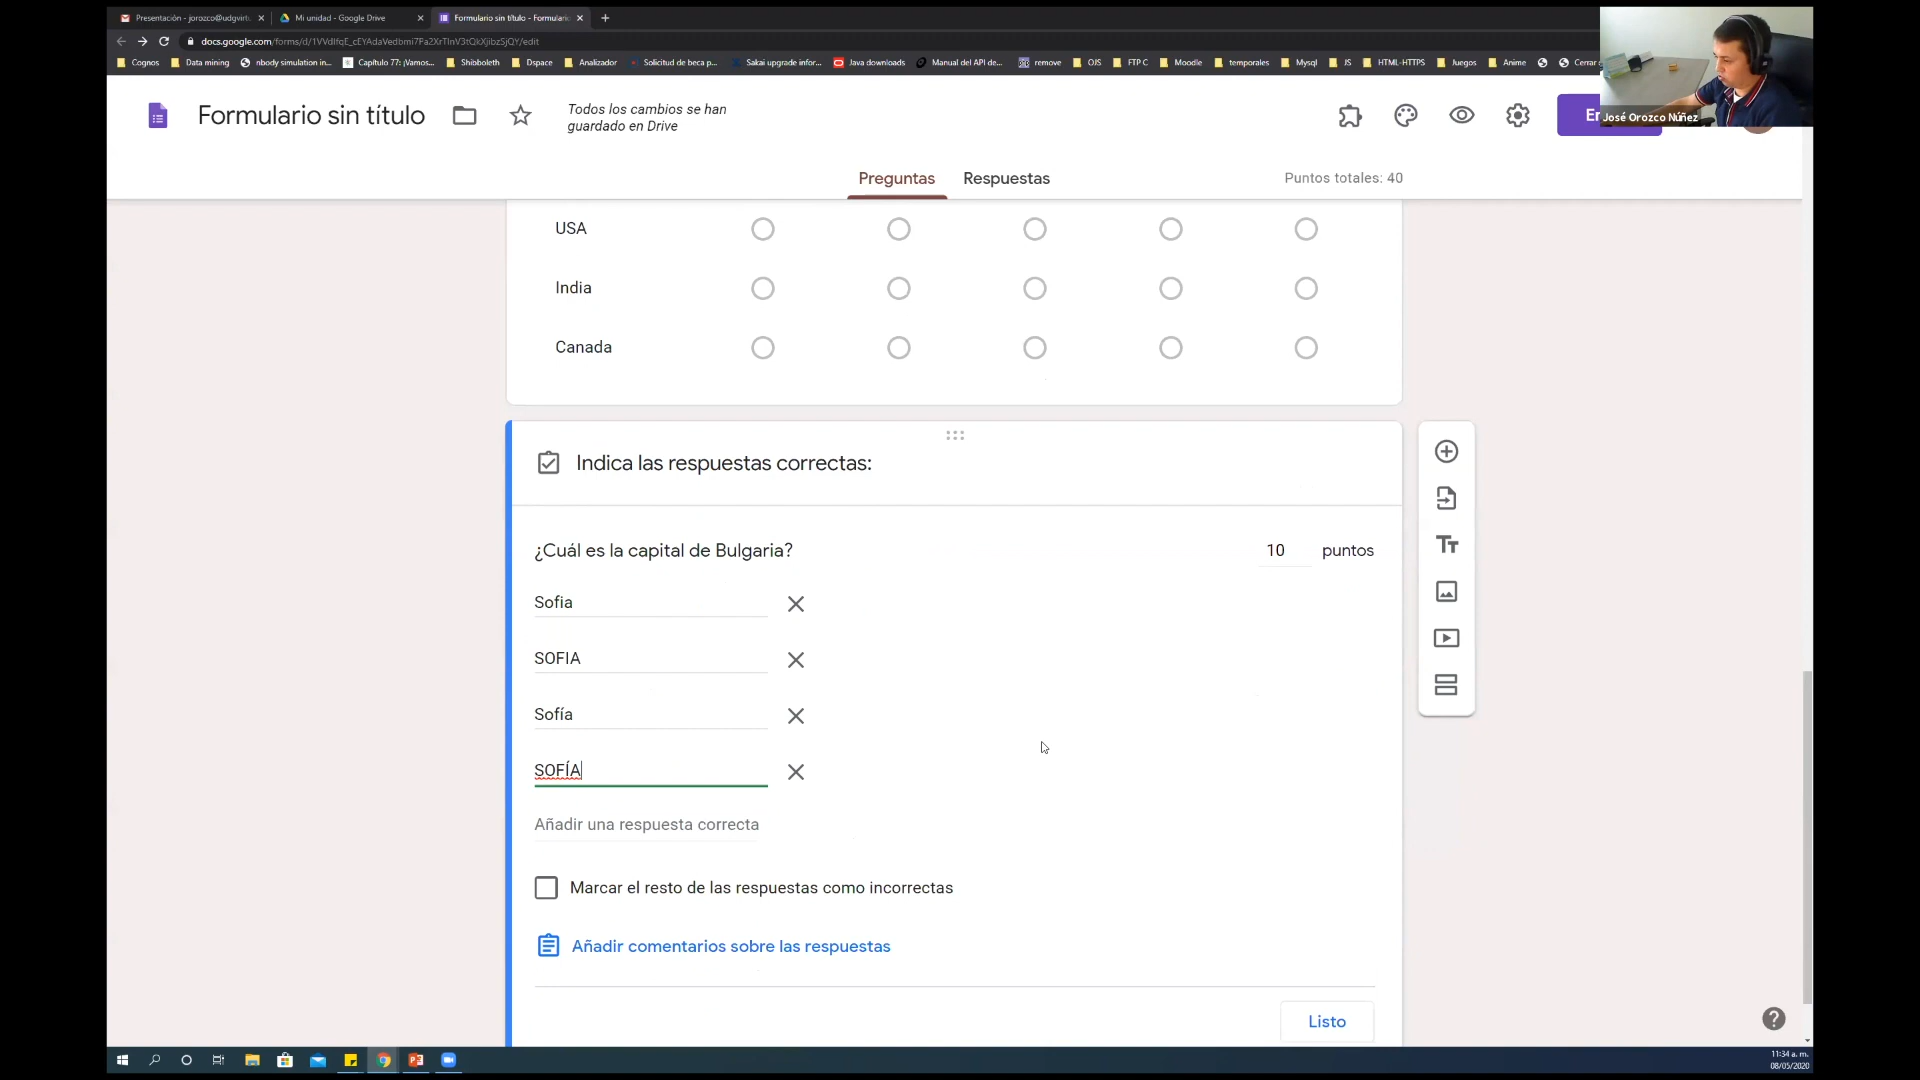 Presentación - jorozco@udgvirtu
Mi unidad - Google Drive
Formulario sin título - Formulario
docs.google.com/forms/d/
/edit
Cognos
Data mining
nbody simulation in...
Capítulo 77: ¡Vamos...
Shibboleth
Dspace
Analizador
Solicitud de beca p...
Sakai upgrade infor...
Java downloads
Manual del API de...
remove
OJS
FTP C
Moodle
temporales
Mysql
JS
HTML-HTTPS
Juegos
Anime
Cerrar
José Orozco Núñez
Formulario sin título
Todos los cambios se han
guardado en Drive
Preguntas
Respuestas
Puntos totales: 40
USA
India
Canada
Indica las respuestas correctas:
¿Cuál es la capital de Bulgaria?
10 puntos
Sofia
SOFIA
Sofía
SOFÍA
Añadir una respuesta correcta
Marcar el resto de las respuestas como incorrectas
Añadir comentarios sobre las respuestas
Listo
11:34 a. m.
08/05/2020